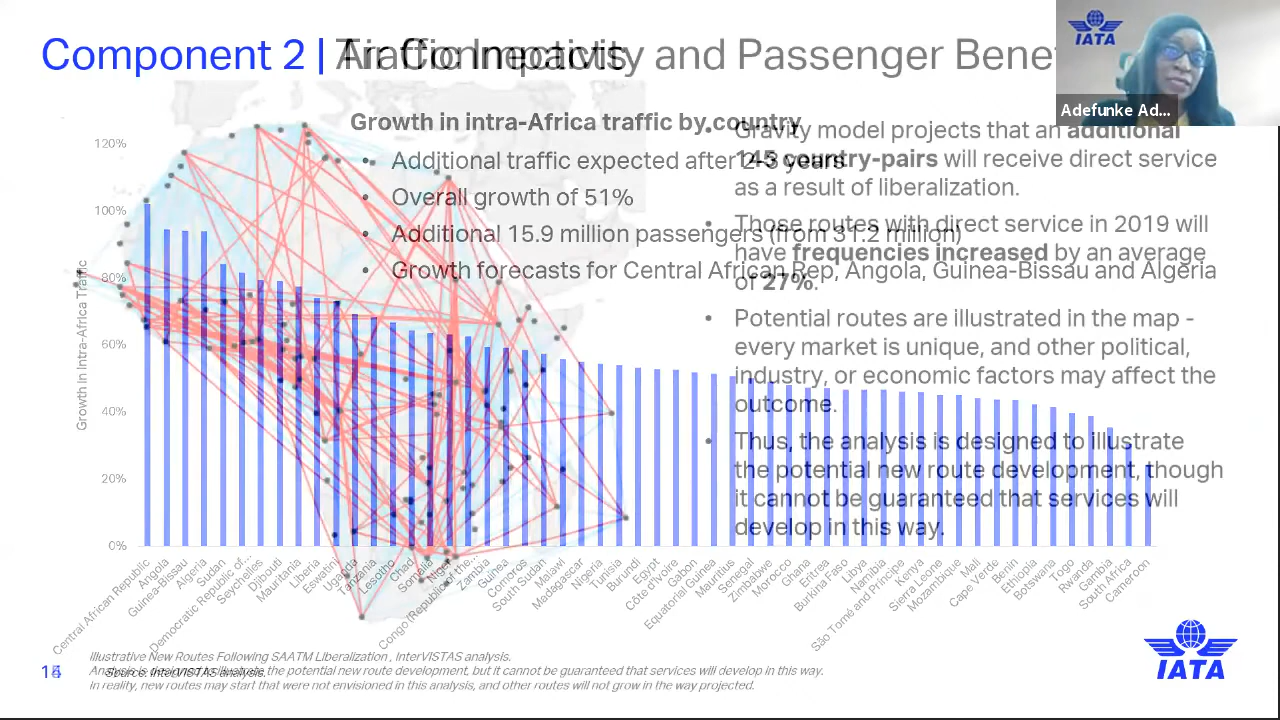 Component 2 | Traffic Impacts
Air Connectivity and Passenger Bene
IATA
Adefunke Ad...
Growth in intra-Africa traffic by country
• Additional traffic expected after 2-3 years
• Overall growth of 51%
• Additional 15.9 million passengers (from 31.2 million)
• Growth forecasts for Central Africa Rep, Angola, Guinea-Bissau and Algeria
• Gravity model projects that an additional
145 country-pairs will receive direct service
as a result of liberalization.
• Those routes with direct service in 2019 will
have frequencies increased by an average
of 27%.
• Potential routes are illustrated in the map -
every market is unique, and other political,
industry, or economic factors may affect the
outcome.
• Thus, the analysis is designed to illustrate
the potential new route development, though
it cannot be guaranteed that services will
develop in this way.
Growth in Intra-Africa Traffic
120%
100%
80%
60%
40%
20%
0%
Central African Republic
Angola
Guinea-Bissau
Algeria
Sudan
Democratic Republic of...
Seychelles
Djibouti
Mauritania
Liberia
Eswatini
Uganda
Tanzania
Lesotho
Chad
Somalia
Niger
Congo (Republic of the...
Zambia
Guinea
Comoros
South Sudan
Malawi
Madagascar
Nigeria
Tunisia
Burundi
Egypt
Côte d'Ivoire
Gabon
Equatorial Guinea
Mauritius
Senegal
Zimbabwe
Morocco
Ghana
Eritrea
Burkina Faso
Libya
Namibia
São Tomé and Príncipe
Kenya
Sierra Leone
Mozambique
Mali
Cape Verde
Benin
Ethiopia
Botswana
Togo
Rwanda
Gambia
South Africa
Cameroon
Illustrative New Routes Following SAATM Liberalization, InterVISTAS analysis.
Analysis is designed to illustrate the potential new route development, but it cannot be guaranteed that services will develop in this way.
In reality, new routes may start that were not envisioned in this analysis, and other routes will not grow in the way projected.
Source: InterVISTAS analysis.
IATA